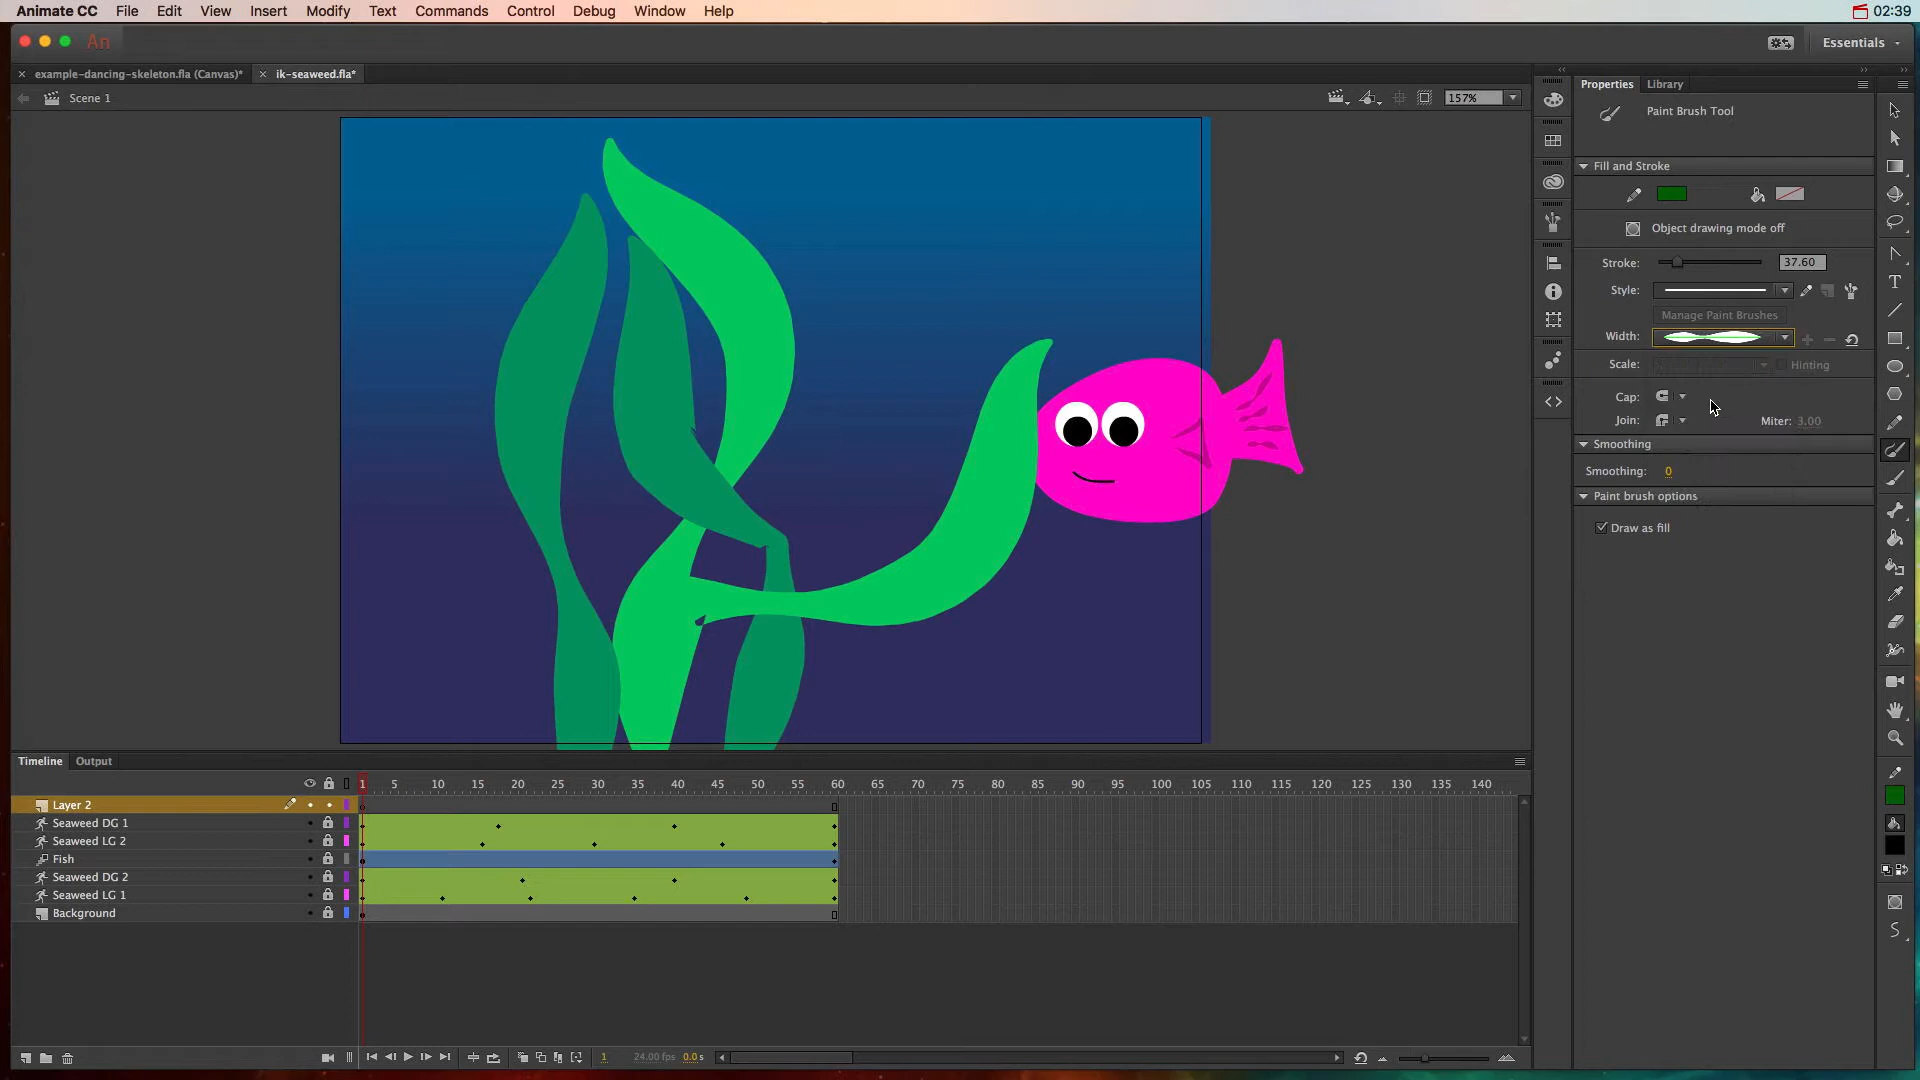 Animate CC File Edit View Insert Modify Text Commands Control Debug Window Help 02:39
An Essentials
example-dancing-skeleton.fla (Canvas)* ik-seaweed.fla*
Scene 1 157%
Properties Library
Paint Brush Tool
Fill and Stroke
Object drawing mode off
Stroke: 37.60
Style:
Manage Paint Brushes
Width:
Scale: Hinting
Cap:
Join: Miter: 3.00
Smoothing
Smoothing: 0
Paint brush options
Draw as fill
Timeline Output
1 5 10 15 20 25 30 35 40 45 50 55 60 65 70 75 80 85 90 95 100 105 110 115 120 125 130 135 140
Layer 2
Seaweed DG 1
Seaweed LG 2
Fish
Seaweed DG 2
Seaweed LG 1
Background
1 24.00 fps 0.0 s